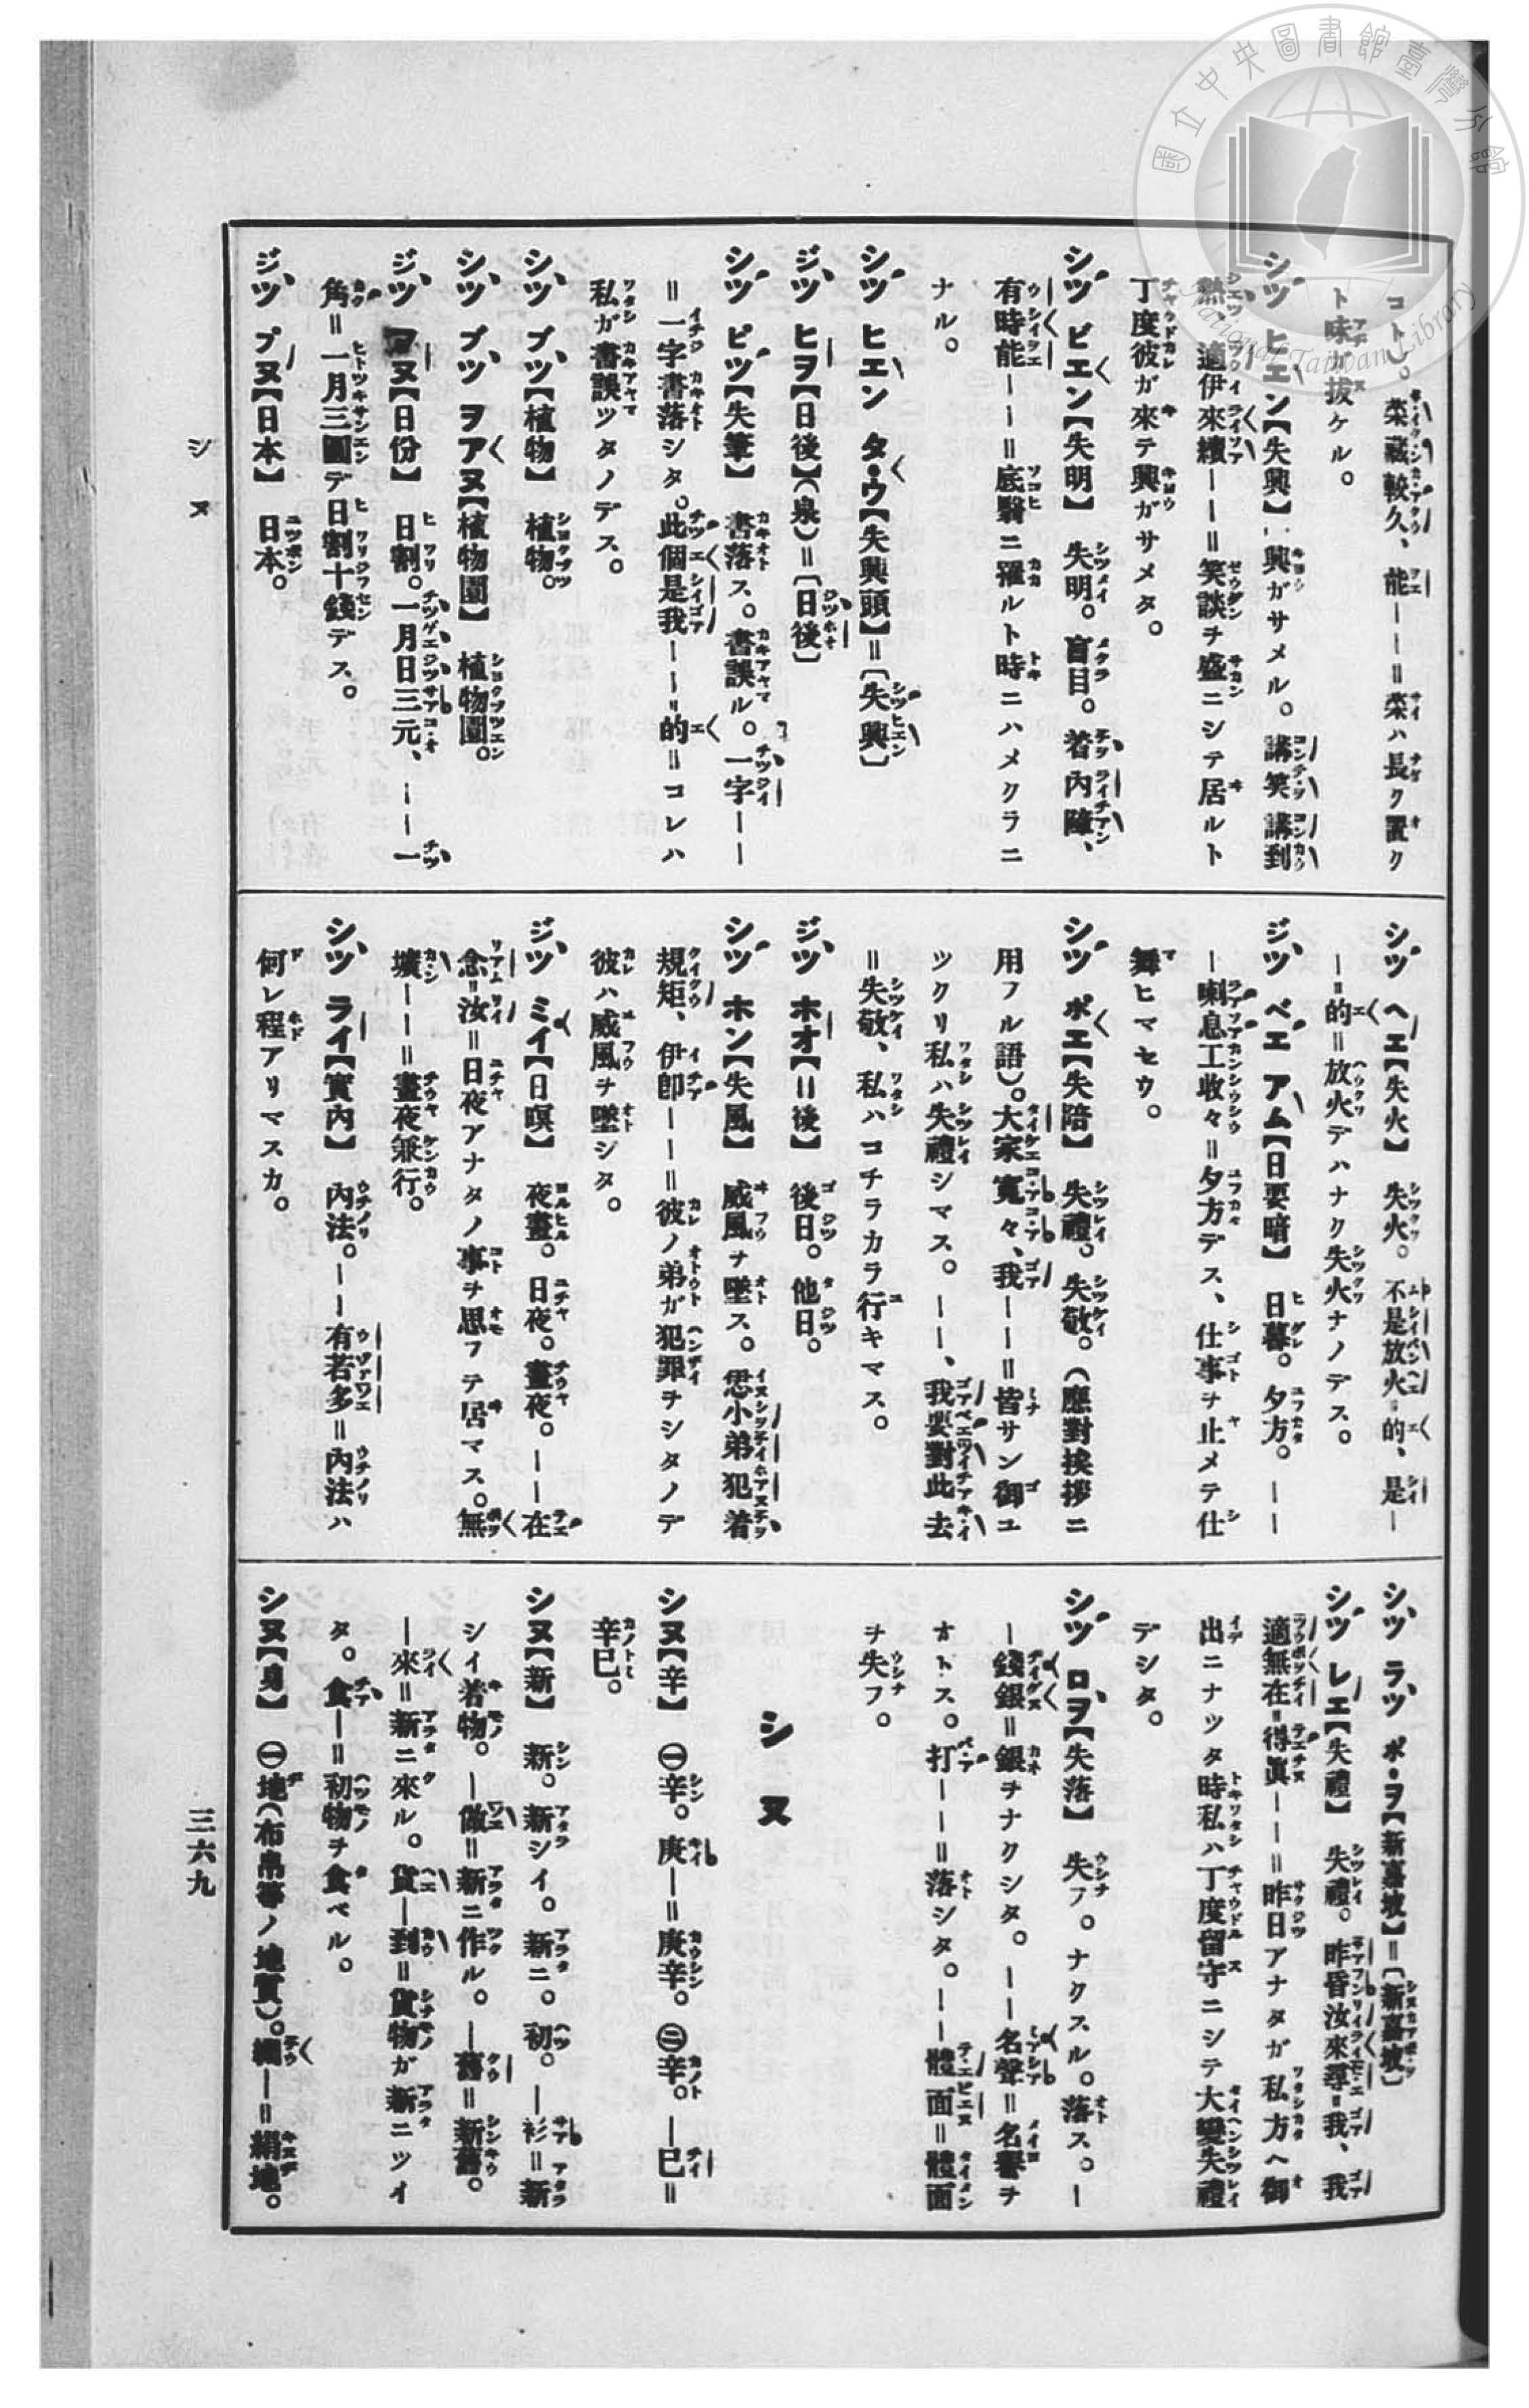 國立中央圖書館臺灣分館
National Taiwan Library
コト）。菜藏較久、能ーー＝菜ハ長ク置ク
ト味ガ拔ケル。
シツ ヒエン【失興】 興ガサメル。講笑講到
熱、適伊來續ーー＝笑談ヲ盛ニシテ居ルト
丁度彼ガ來テ興ガサメタ。
シツ ビエン【失明】 失明。盲目。着內障、
有時能ーー＝底翳ニ罹ルト時ニハメクラニ
ナル。
シツ ヒエン タ・ウ【失興頭】＝〔失興〕
ジツ ヒヲ【日後】（泉）＝〔日後〕
シツ ピツ【失筆】 書落ス。書誤ル。一字ーー
＝一字書落シタ。此個是我ーー＝的＝コレハ
私ガ書誤ツタノデス。
シツ ブツ【植物】 植物。
シツ ブツ ヲアヌ【植物園】 植物園。
ジツ フヌ【日份】 日割。一月日三元、ーー一
角＝一月三圓デ日割十錢デス。
ジツ プヌ【日本】 日本。
シツ ヘエ【失火】 失火。不是放火＝的、是ー
ー＝的＝放火デハナク失火ナノデス。
ジツ ベエ アム【日要暗】 日暮。夕方。ーー
ー喇息工收々＝夕方デス、仕事ヲ止メテ仕
舞ヒマセウ。
シツ ポエ【失陪】 失禮。失敬。（應對挨拶ニ
用フル語）。大家寬々、我ーー＝皆サン御ユ
ツクリ私ハ失禮シマス。ーー、我要對此去
＝失敬、私ハコチラカラ行キマス。
ジツ ホオ【日後】 後日。他日。
シツ ホン【失風】 威風ヲ墜ス。恁小弟犯着
規矩、伊卽ーー＝彼ノ弟ガ犯罪ヲシタノデ
彼ハ威風ヲ墜シタ。
ジツ ミイ【日暝】 夜晝。日夜。晝夜。ーー在
念＝汝＝日夜アナタノ事ヲ思フテ居マス。無
壙ーー＝晝夜兼行。
シツ ライ【實內】 內法。ーー有若多＝內法ハ
何レ程アリマスカ。
シツ ラツ ポ・ヲ【新嘉坡】＝〔新嘉坡〕
シツ レエ【失禮】 失禮。昨昏汝來尋＝我、我
適無在＝得眞ーー＝昨日アナタガ私方ヘ御
出ニナツタ時私ハ丁度留守ニシテ大變失禮
デシタ。
シツ ロヲ【失落】 失フ。ナクスル。落ス。ー
ー錢銀＝銀ヲナクシタ。ーー名聲＝名譽ヲ
オトス。打ーー＝落シタ。ーー體面＝體面
ヲ失フ。
シヌ
シヌ【辛】 ㊀辛。庚ー＝庚辛。㊁辛。ー已＝
辛已。
シヌ【新】 新。新シイ。新ニ。初。ー衫＝新
シイ着物。ー做＝新ニ作ル。ー舊＝新舊。
ー來＝新ニ來ル。貨ー到＝貨物ガ新ニツイ
タ。食ー＝初物ヲ食ベル。
シヌ【身】 ㊀地（布帛等ノ地質）。綢ー＝絹地。
シヌ
三六九